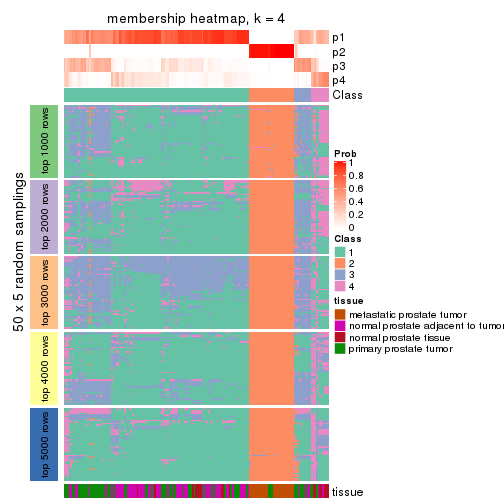 membership heatmap, k = 4
p1
p2
p3
p4
Class
50 x 5 random samplings
top 1000 rows
top 2000 rows
top 3000 rows
top 4000 rows
top 5000 rows
Prob
1
0.8
0.6
0.4
0.2
0
Class
1
2
3
4
tissue
metastatic prostate tumor
normal prostate adjacent to tumor
normal prostate tissue
primary prostate tumor
tissue